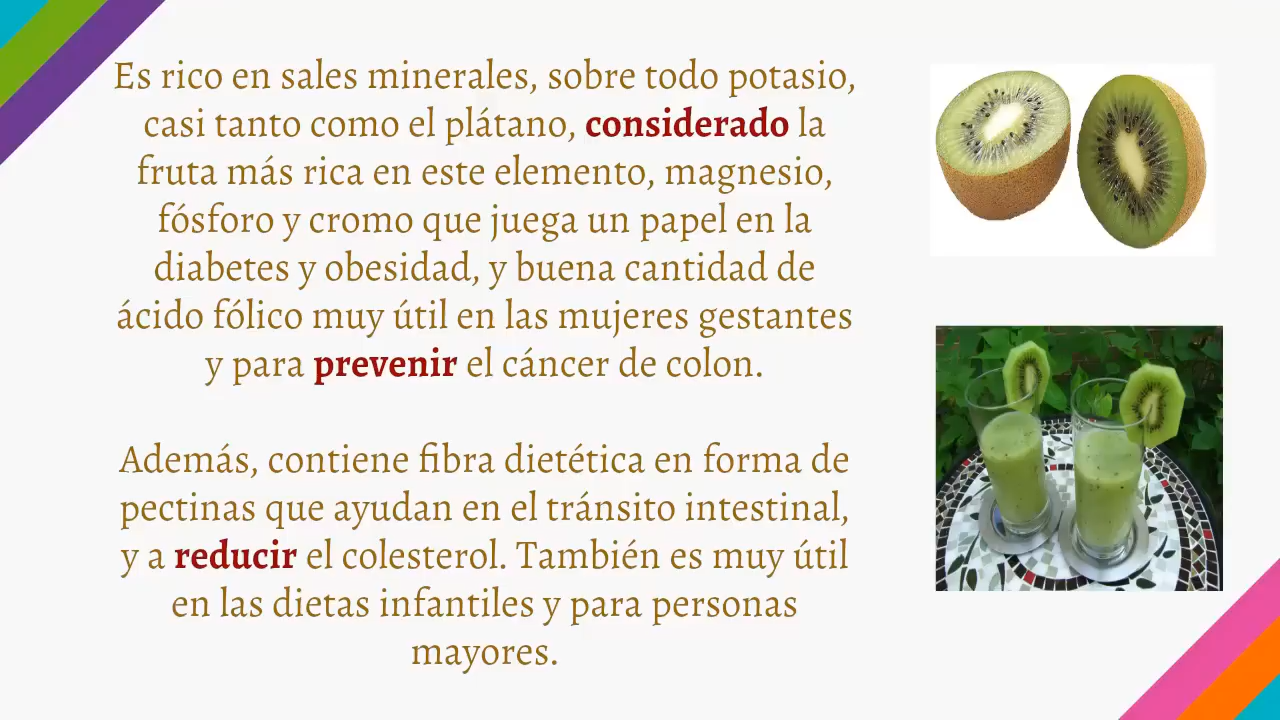 Es rico en sales minerales, sobre todo potasio,
casi tanto como el plátano, considerado la
fruta más rica en este elemento, magnesio,
fósforo y cromo que juega un papel en la
diabetes y obesidad, y buena cantidad de
ácido fólico muy útil en las mujeres gestantes
y para prevenir el cáncer de colon.
Además, contiene fibra dietética en forma de
pectinas que ayudan en el tránsito intestinal,
y a reducir el colesterol. También es muy útil
en las dietas infantiles y para personas
mayores.